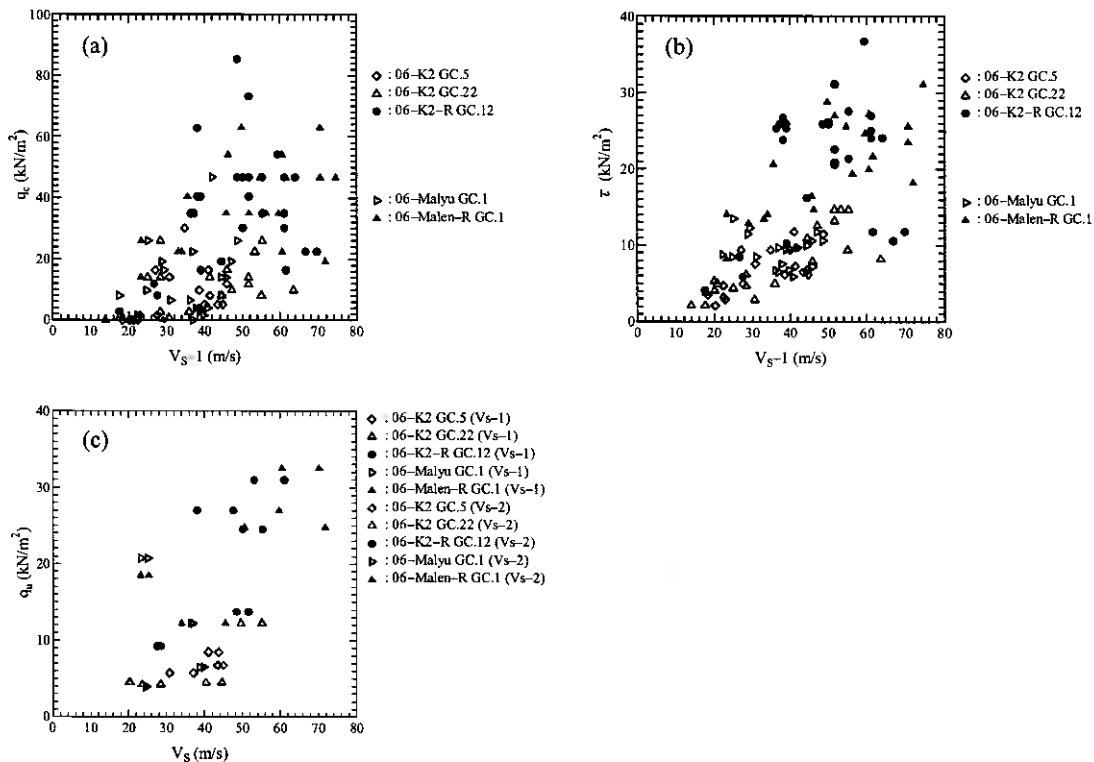 (a)
100
80
60
40
20
0
q_c (kN/m²)
0 10 20 30 40 50 60 70 80
V_S-1 (m/s)
: 06-K2 GC.5
: 06-K2 GC.22
: 06-K2-R GC.12
: 06-Malyu GC.1
: 06-Malen-R GC.1
(b)
40
30
20
10
0
τ (kN/m²)
0 10 20 30 40 50 60 70 80
V_S-1 (m/s)
: 06-K2 GC.5
: 06-K2 GC.22
: 06-K2-R GC.12
: 06-Malyu GC.1
: 06-Malen-R GC.1
(c)
40
30
20
10
0
q_u (kN/m²)
0 10 20 30 40 50 60 70 80
V_S (m/s)
: 06-K2 GC.5 (Vs-1)
: 06-K2 GC.22 (Vs-1)
: 06-K2-R GC.12 (Vs-1)
: 06-Malyu GC.1 (Vs-1)
: 06-Malen-R GC.1 (Vs-1)
: 06-K2 GC.5 (Vs-2)
: 06-K2 GC.22 (Vs-2)
: 06-K2-R GC.12 (Vs-2)
: 06-Malyu GC.1 (Vs-2)
: 06-Malen-R GC.1 (Vs-2)